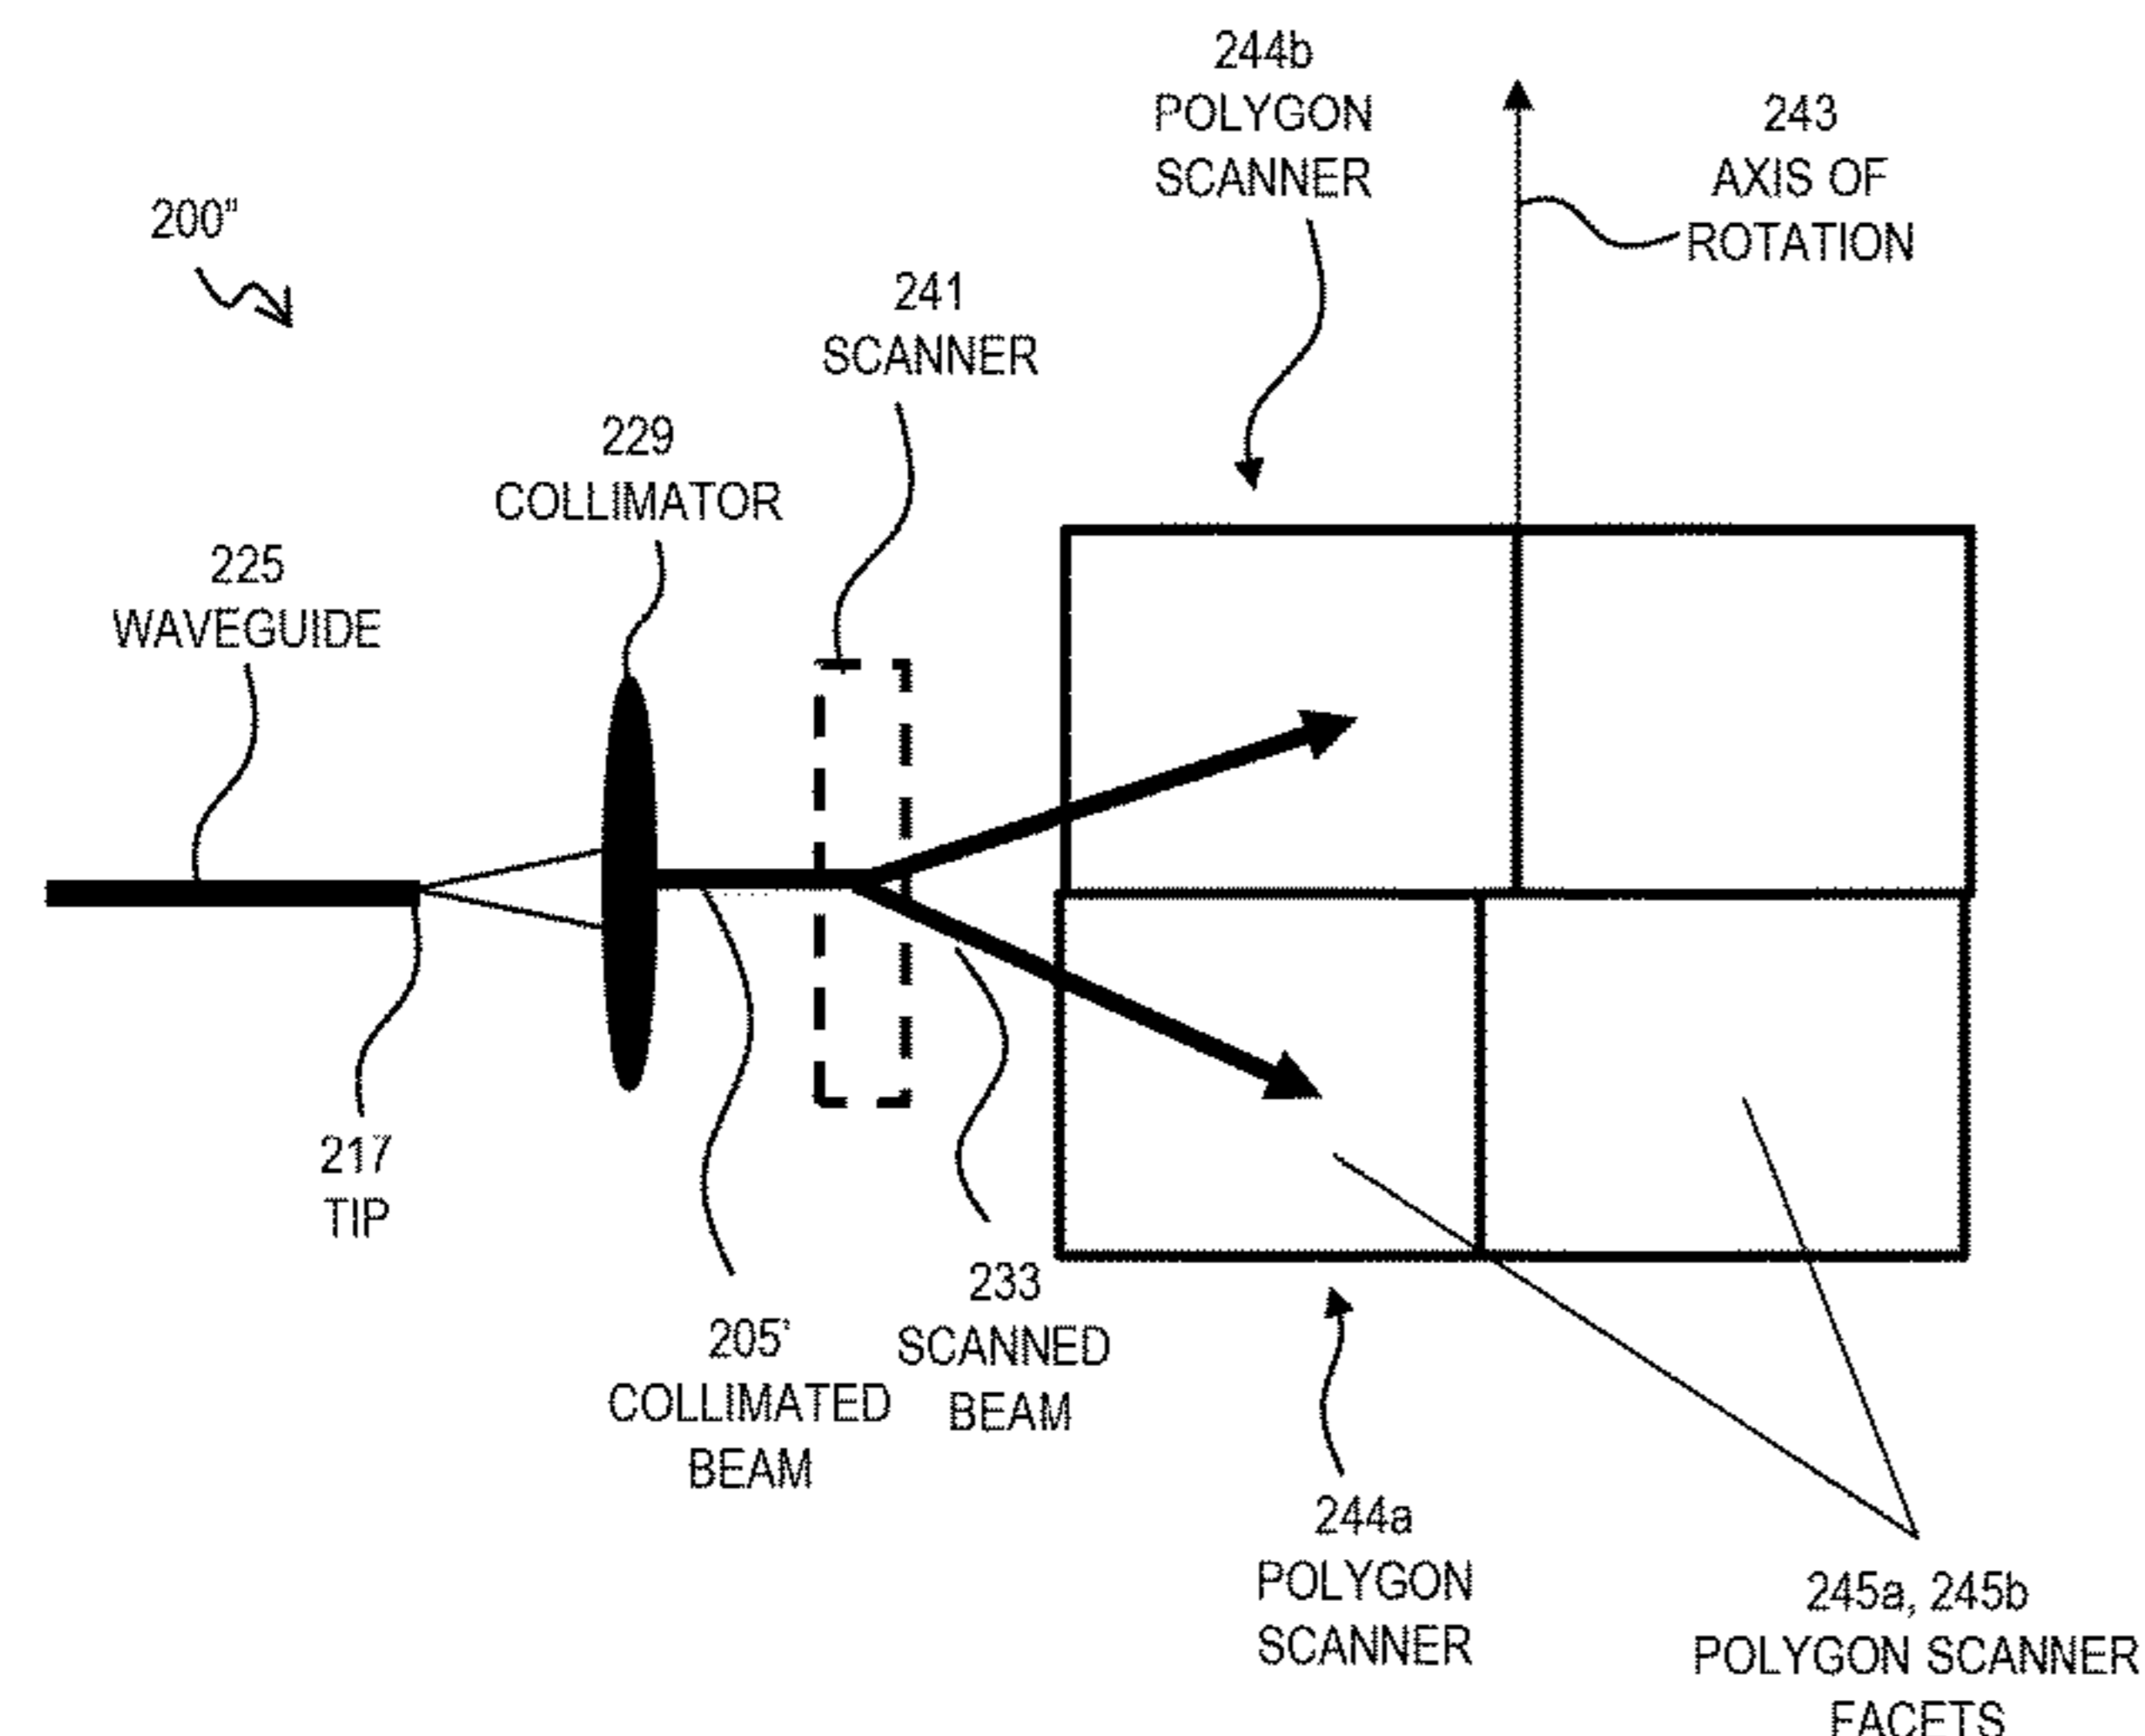 244b
POLYGON
SCANNER
243
AXIS OF
ROTATION
200"
241
SCANNER
229
COLLIMATOR
225
WAVEGUIDE
217
TIP
205'
COLLIMATED
BEAM
233
SCANNED
BEAM
244a
POLYGON
SCANNER
245a, 245b
POLYGON SCANNER
FACETS